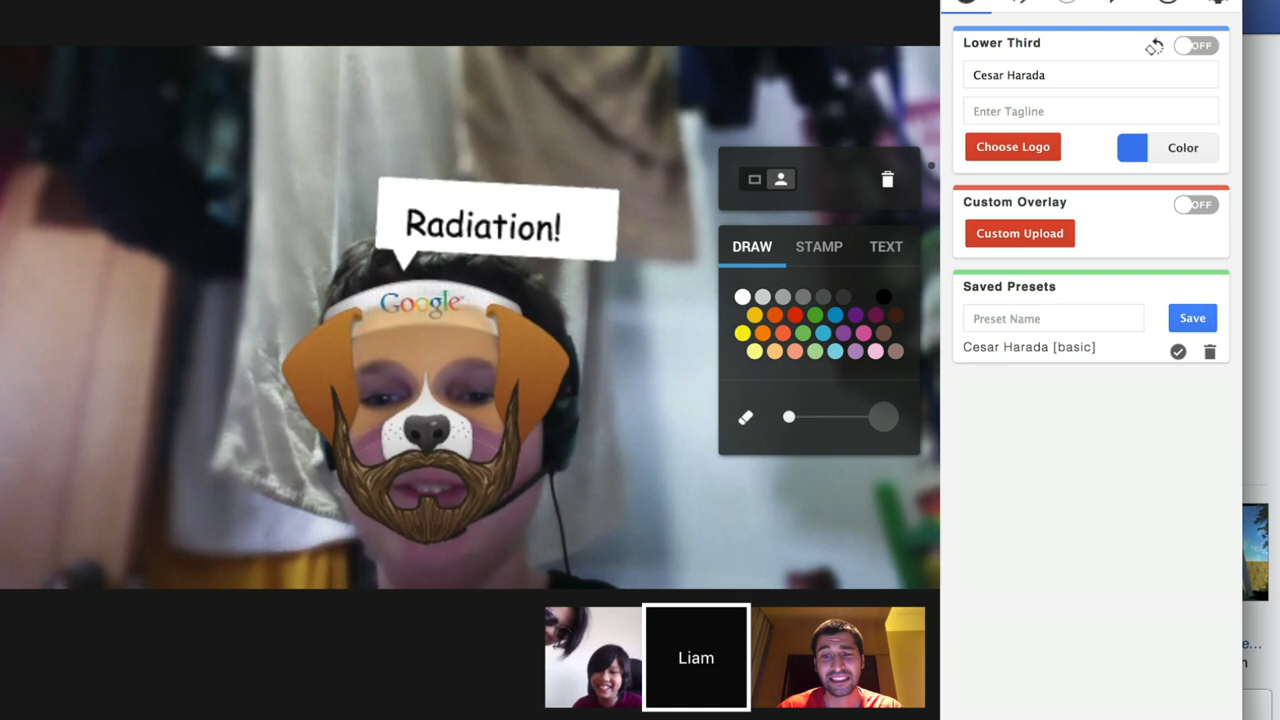 Radiation!
Google
Liam
DRAW STAMP TEXT
Lower Third
OFF
Cesar Harada
Enter Tagline
Choose Logo
Color
Custom Overlay
OFF
Custom Upload
Saved Presets
Preset Name
Save
Cesar Harada [basic]